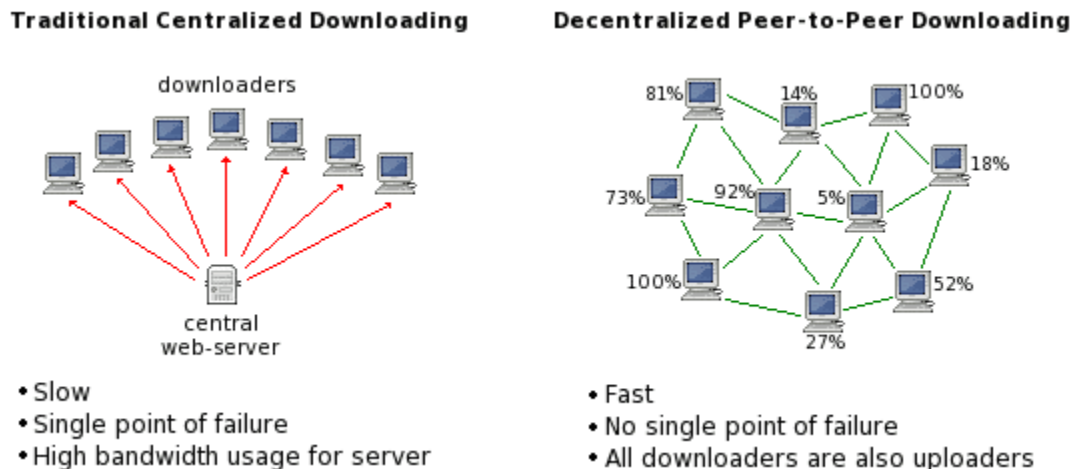 Traditional Centralized Downloading
downloaders
central
web-server
• Slow
• Single point of failure
• High bandwidth usage for server
Decentralized Peer-to-Peer Downloading
81%
14%
100%
18%
73%
92%
5%
100%
52%
27%
• Fast
• No single point of failure
• All downloaders are also uploaders